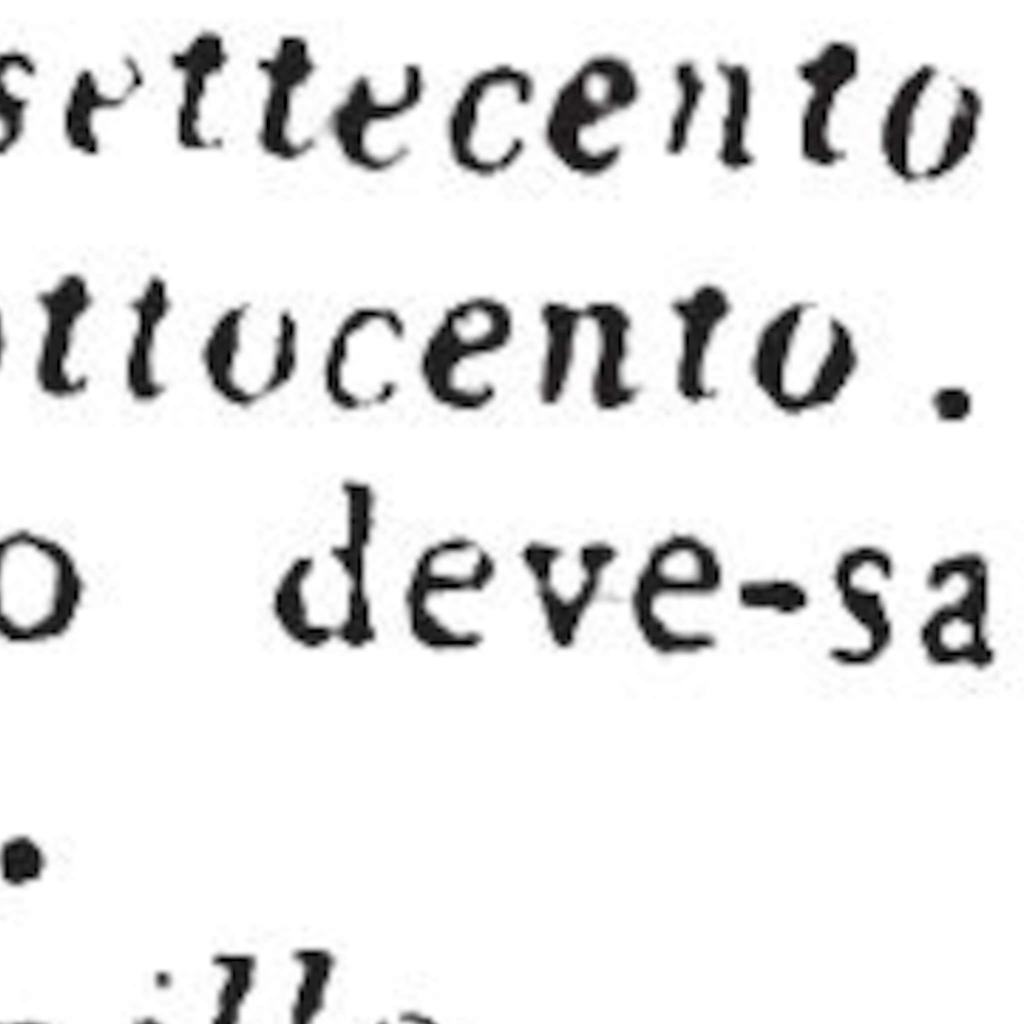 settecento
ottocento .
o deve-sa
.